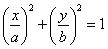 (x/a)² + (y/b)² = 1